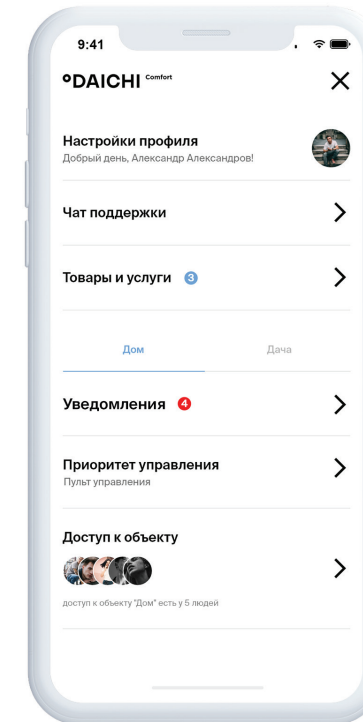 9:41
°DAICHI Comfort
Настройки профиля
Добрый день, Александр Александров!
Чат поддержки
Товары и услуги 3
Дом Дача
Уведомления 4
Приоритет управления
Пульт управления
Доступ к объекту
доступ к объекту "Дом" есть у 5 людей